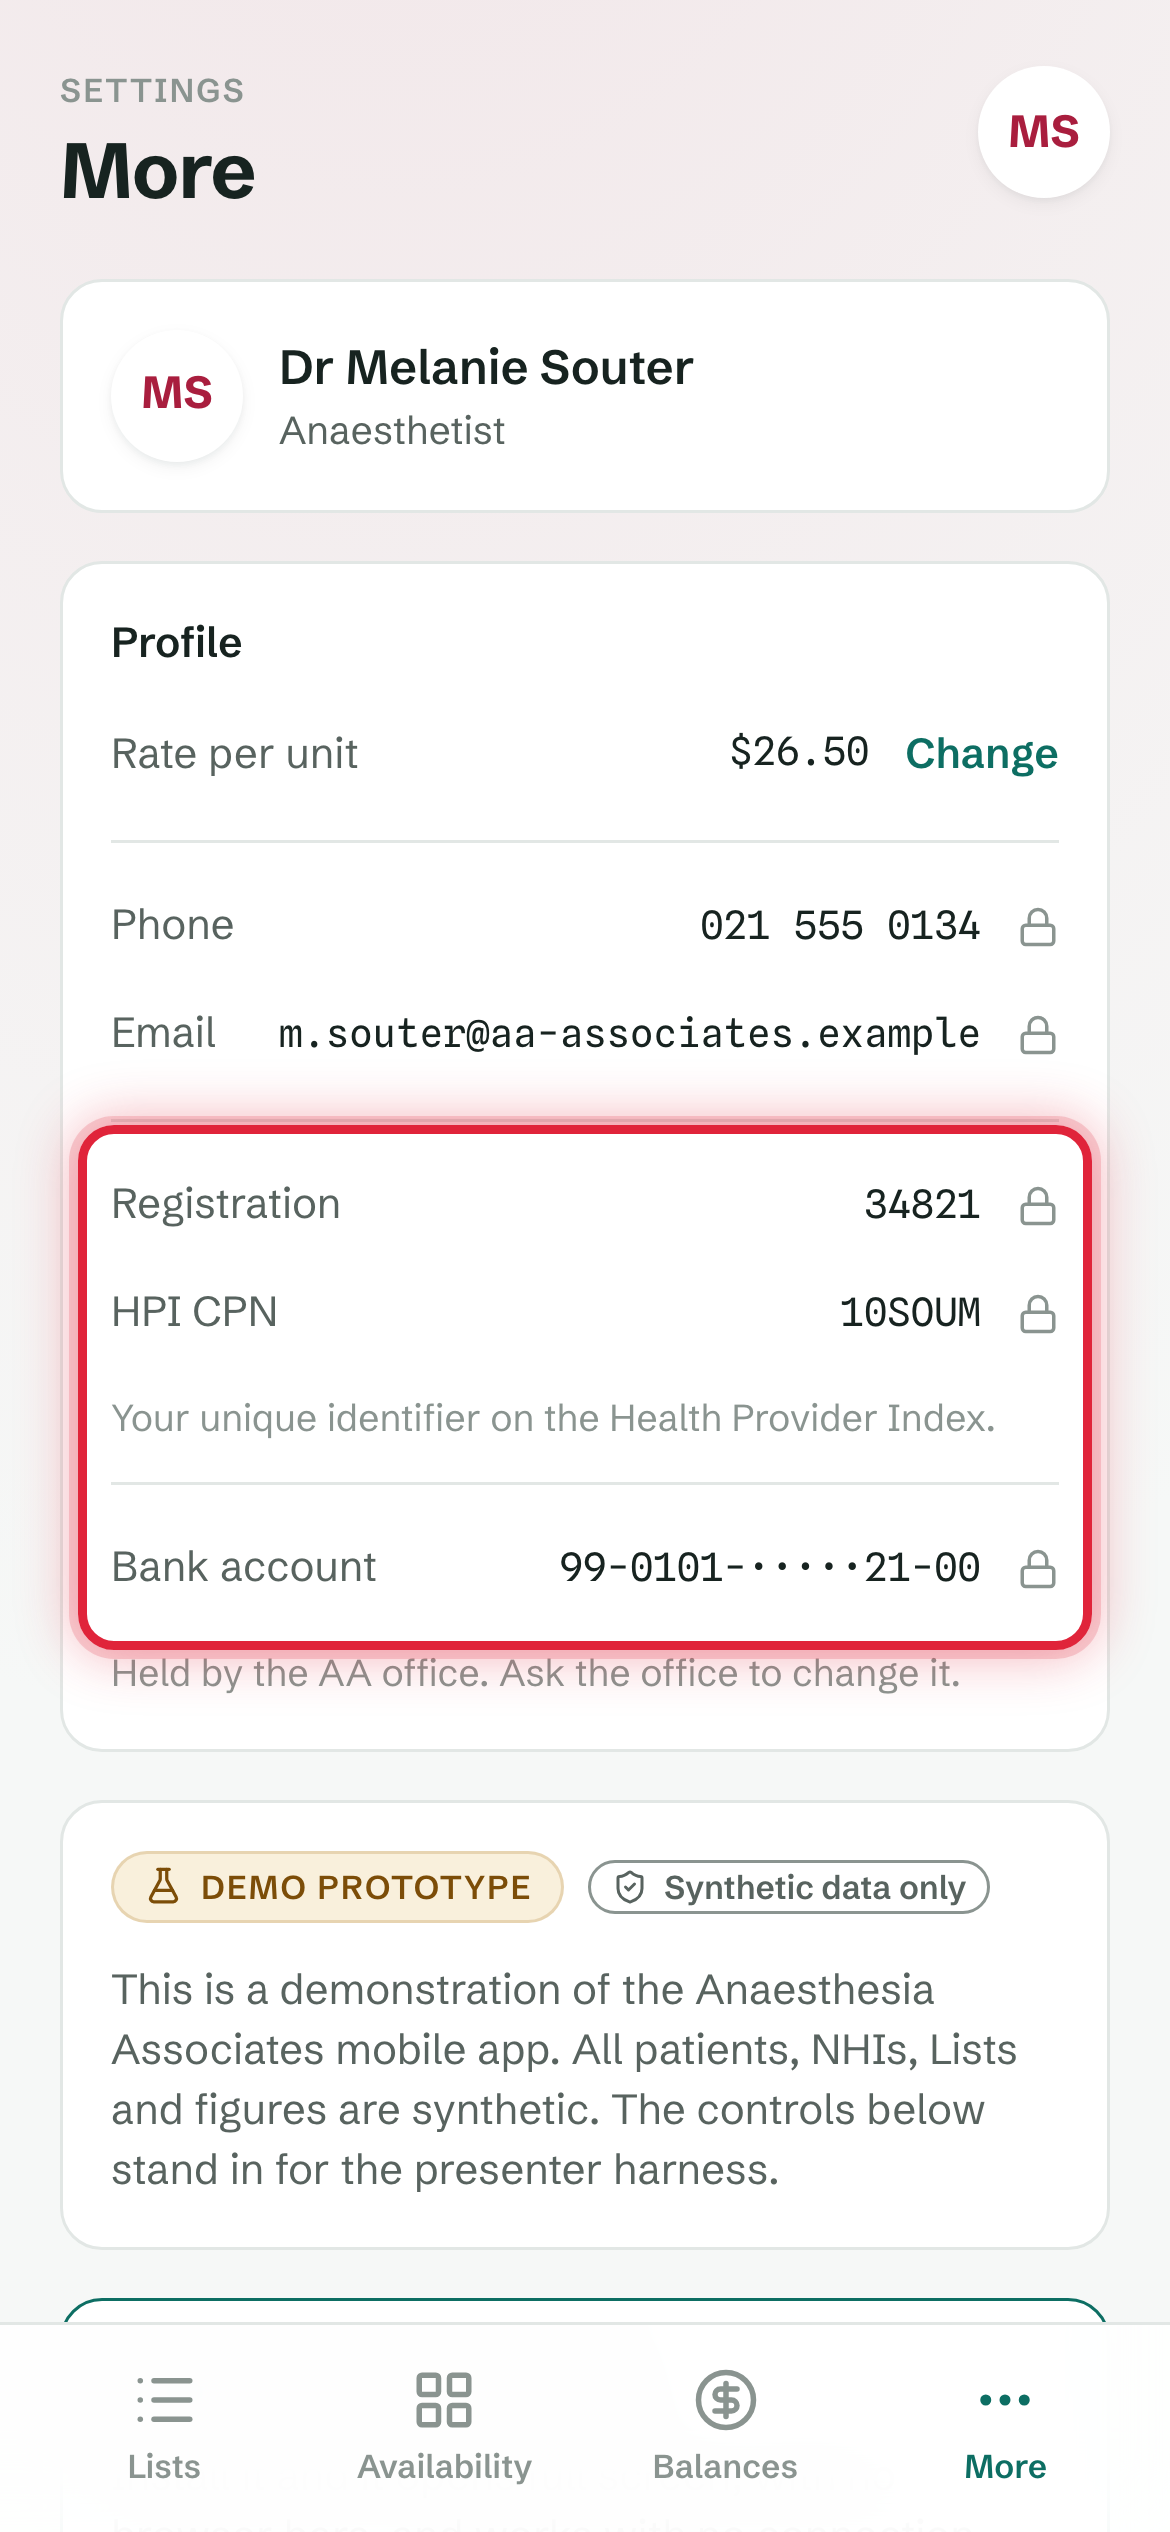 SETTINGS
More
MS
MS
Dr Melanie Souter
Anaesthetist
Profile
Rate per unit $26.50 Change
Phone 021 555 0134
Email m.souter@aa-associates.example
Registration 34821
HPI CPN 10SOUM
Your unique identifier on the Health Provider Index.
Bank account 99-0101-·····21-00
Held by the AA office. Ask the office to change it.
DEMO PROTOTYPE Synthetic data only
This is a demonstration of the Anaesthesia
Associates mobile app. All patients, NHIs, Lists
and figures are synthetic. The controls below
stand in for the presenter harness.
Lists Availability Balances More